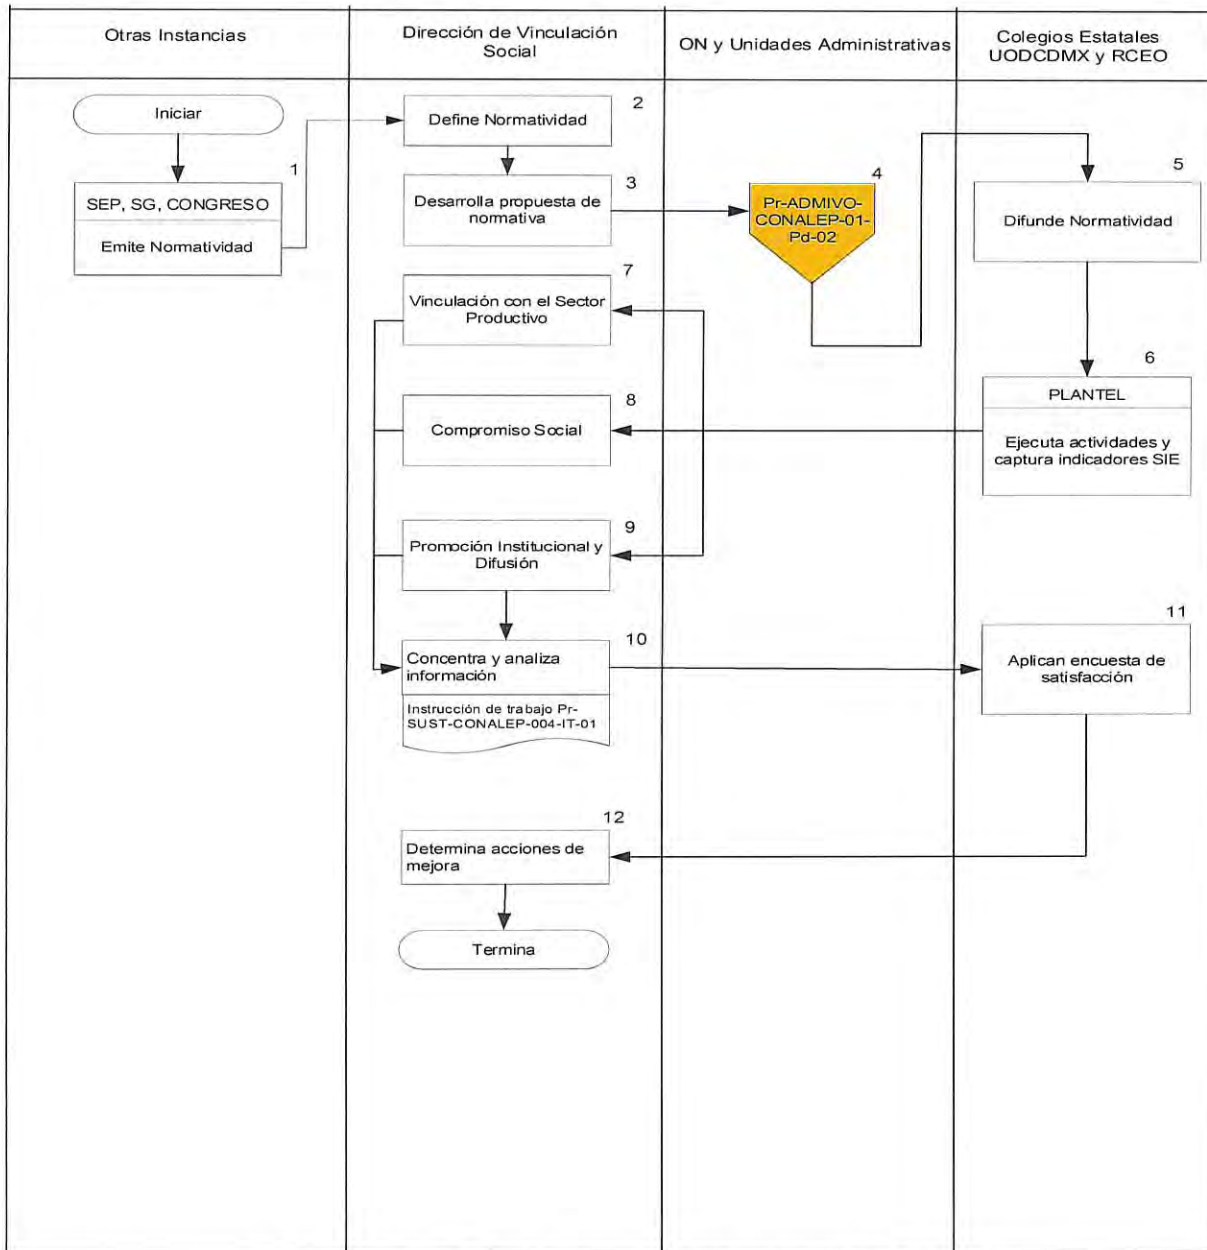 Otras Instancias
Dirección de Vinculación
Social
ON y Unidades Administrativas
Colegios Estatales
UODCDMX y RCEO
Iniciar
1
SEP, SG, CONGRESO
Emite Normatividad
2
Define Normatividad
3
Desarrolla propuesta de
normativa
4
Pr-ADMIVO-
CONALEP-01-
Pd-02
5
Difunde Normatividad
6
PLANTEL
Ejecuta actividades y
captura indicadores SIE
7
Vinculación con el Sector
Productivo
8
Compromiso Social
9
Promoción Institucional y
Difusión
10
Concentra y analiza
información
Instrucción de trabajo Pr-
SUST-CONALEP-004-IT-01
11
Aplican encuesta de
satisfacción
12
Determina acciones de
mejora
Termina